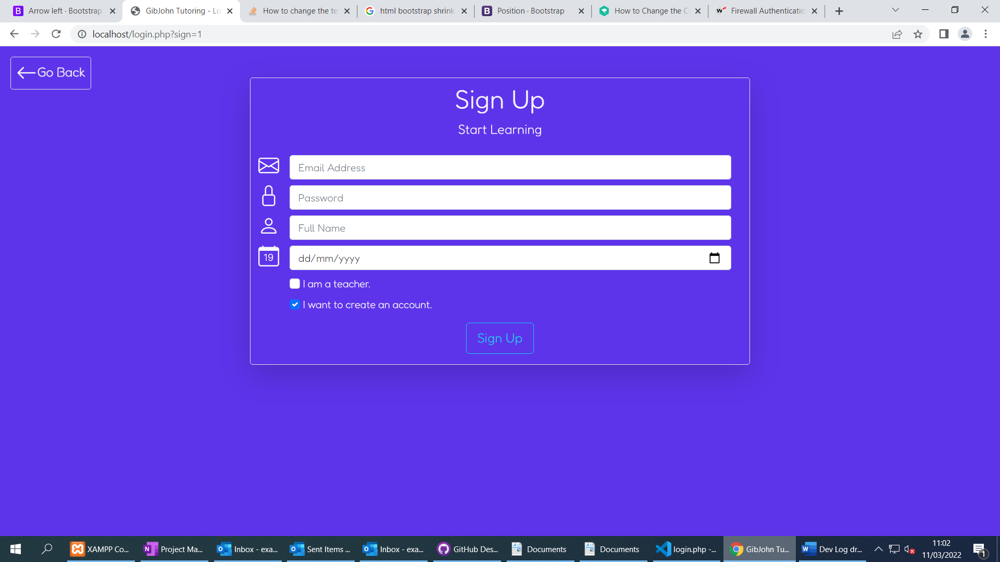 Arrow left · Bootstrap
GibJohn Tutoring - Lo
How to change the te
html bootstrap shrink
Position · Bootstrap
How to Change the C
Firewall Authenticatio
localhost/login.php?sign=1
Go Back
Sign Up
Start Learning
Email Address
Password
Full Name
19
dd/mm/yyyy
I am a teacher.
I want to create an account.
Sign Up
XAMPP Co...
Project Ma...
Inbox - exa...
Sent Items ...
Inbox - exa...
GitHub Des...
Documents
Documents
login.php -...
GibJohn Tu...
Dev Log dr...
11:02
11/03/2022
1